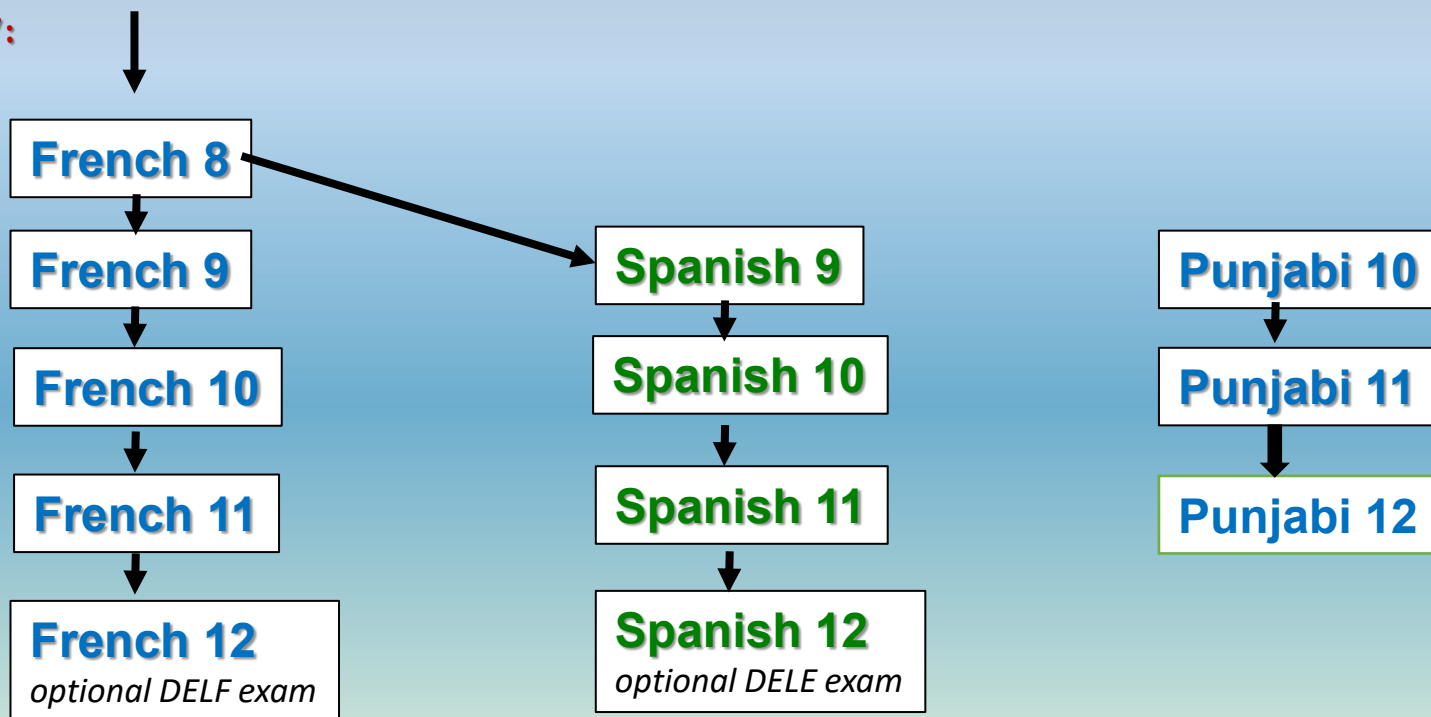 French 8
French 9
French 10
French 11
French 12
optional DELF exam
Spanish 9
Spanish 10
Spanish 11
Spanish 12
optional DELE exam
Punjabi 10
Punjabi 11
Punjabi 12